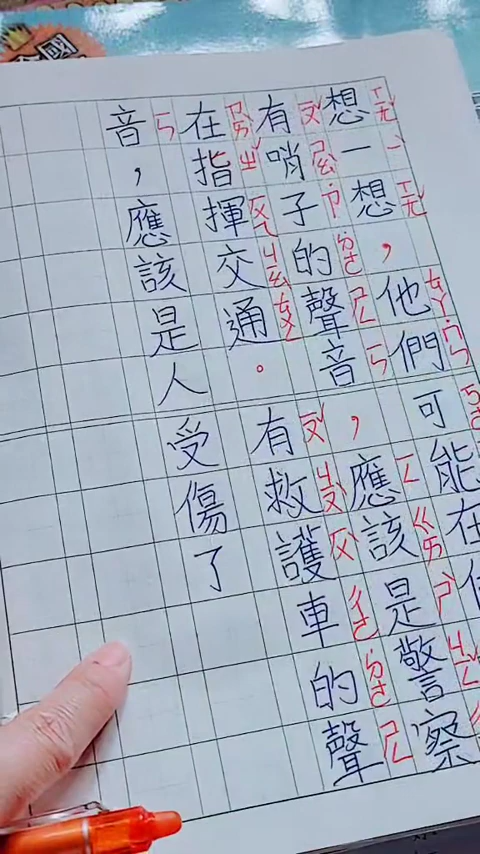 想一想，他們可能在
有哨子的聲音，應該是警察
在指揮交通。有救護車的聲
音，應該是人受傷了